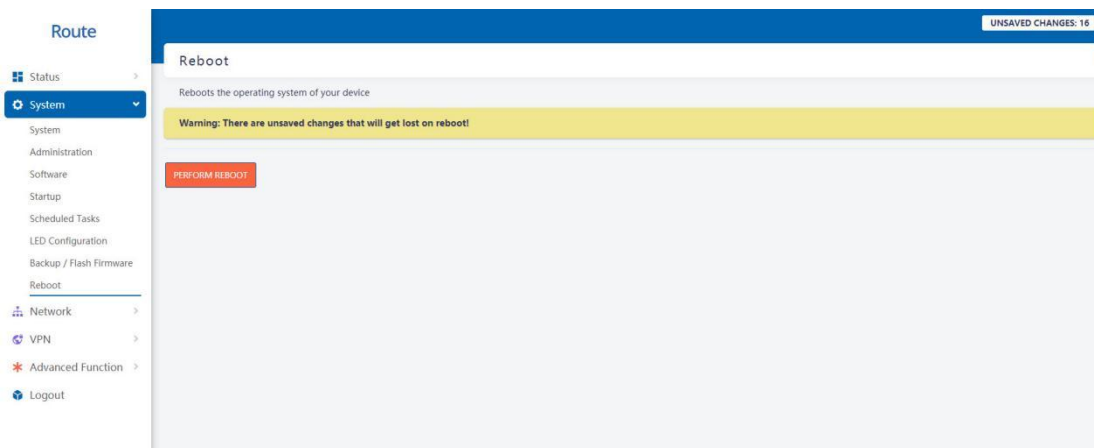 Route
UNSAVED CHANGES: 16
Reboot
Status
Reboots the operating system of your device
System
Warning: There are unsaved changes that will get lost on reboot!
System
Administration
Software
PERFORM REBOOT
Startup
Scheduled Tasks
LED Configuration
Backup / Flash Firmware
Reboot
Network
VPN
Advanced Function
Logout